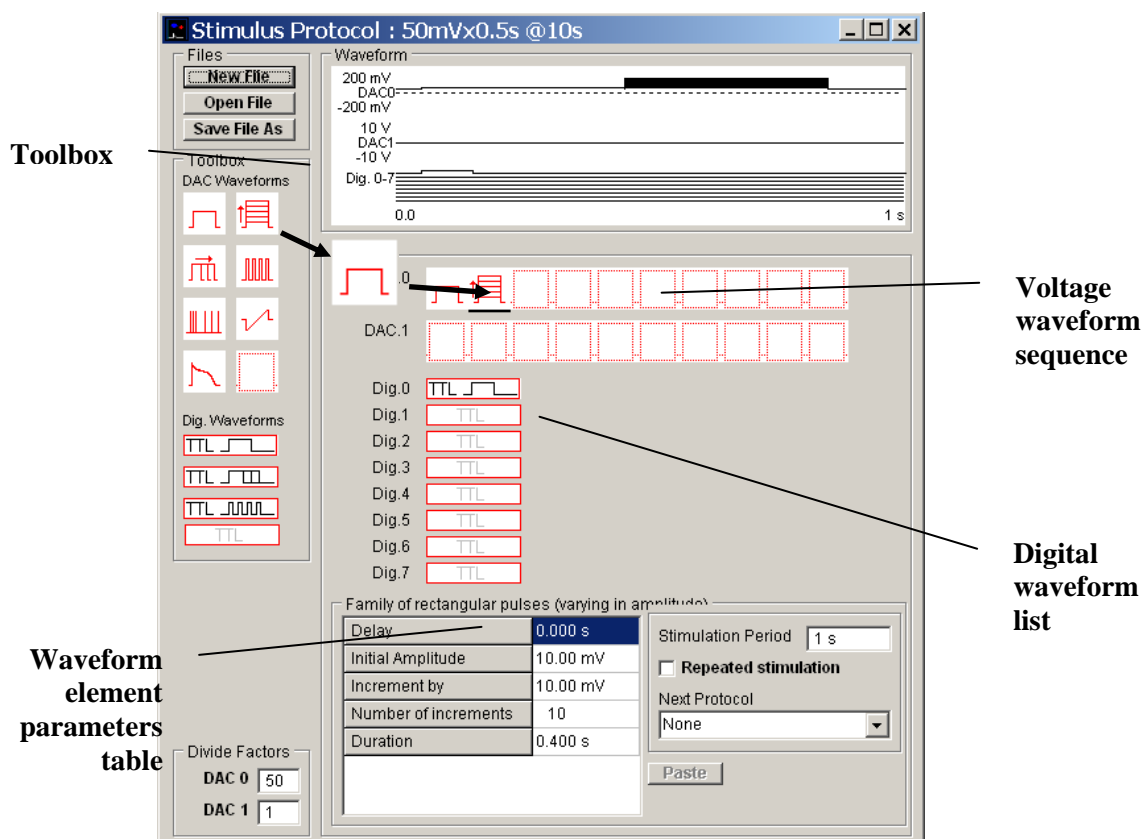 Stimulus Protocol : 50mVx0.5s @10s
Files
New File
Open File
Save File As
Waveform
200 mV
DAC0
-200 mV
10 V
DAC1
-10 V
Dig. 0-7
0.0
1 s
Toolbox
Toolbox
DAC Waveforms
.0
DAC.1
Voltage
waveform
sequence
Dig. Waveforms
TTL
TTL
TTL
TTL
Dig.0 TTL
Dig.1 TTL
Dig.2 TTL
Dig.3 TTL
Dig.4 TTL
Dig.5 TTL
Dig.6 TTL
Dig.7 TTL
Digital
waveform
list
Family of rectangular pulses (varying in amplitude)
Delay 0.000 s
Initial Amplitude 10.00 mV
Increment by 10.00 mV
Number of increments 10
Duration 0.400 s
Stimulation Period 1 s
Repeated stimulation
Next Protocol
None
Paste
Waveform
element
parameters
table
Divide Factors
DAC 0 50
DAC 1 1